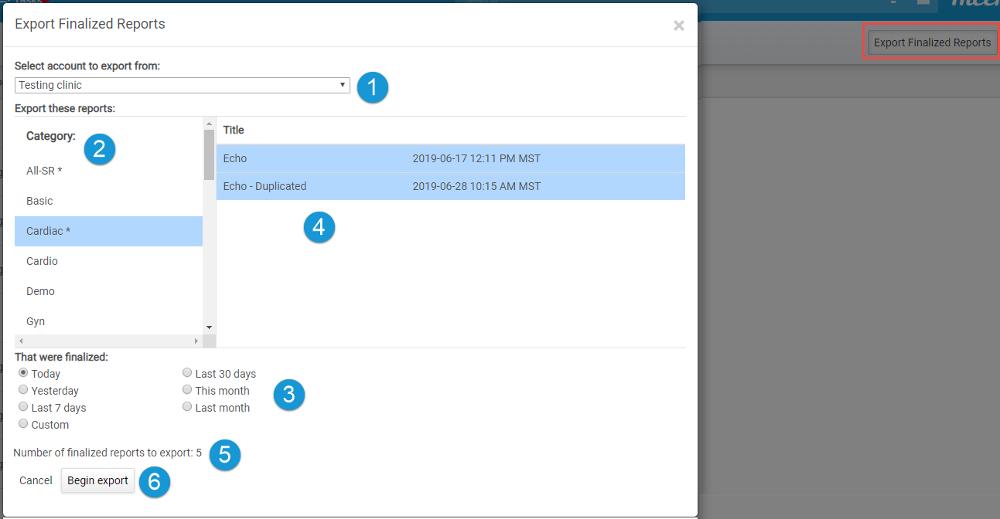 Export Finalized Reports
Export Finalized Reports
Select account to export from:
Testing clinic
1
Export these reports:
Category:
2
All-SR *
Basic
Cardiac *
Cardio
Demo
Gyn
Title
Echo 2019-06-17 12:11 PM MST
Echo - Duplicated 2019-06-28 10:15 AM MST
4
That were finalized:
Today Last 30 days
Yesterday This month
3
Last 7 days Last month
Custom
Number of finalized reports to export: 5
5
Cancel Begin export
6